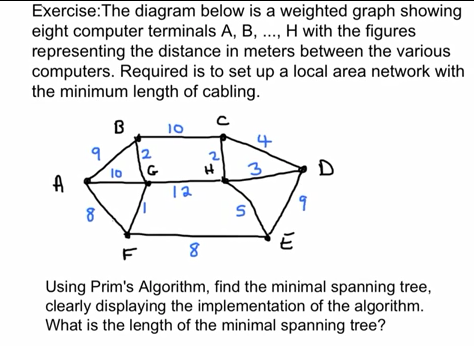 Exercise:The diagram below is a weighted graph showing
eight computer terminals A, B, ..., H with the figures
representing the distance in meters between the various
computers. Required is to set up a local area network with
the minimum length of cabling.
B 10 C
9 2 2 4
A 10 G H 3 D
12
8 1 5 9
F 8 E
Using Prim's Algorithm, find the minimal spanning tree,
clearly displaying the implementation of the algorithm.
What is the length of the minimal spanning tree?